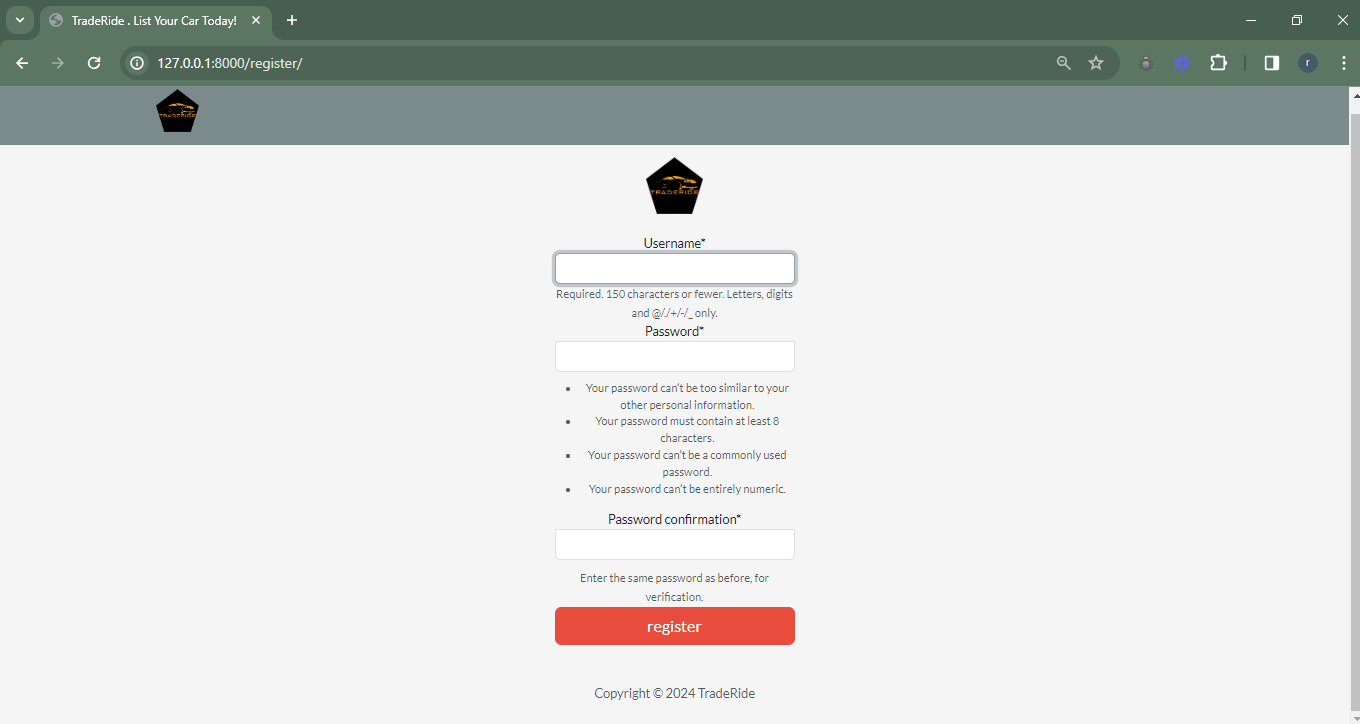 TradeRide . List Your Car Today!
127.0.0.1:8000/register/
r
TRADERIDE
TRADERIDE
Username*
Required. 150 characters or fewer. Letters, digits
and @/./+/-/_ only.
Password*
Your password can't be too similar to your
other personal information.
Your password must contain at least 8
characters.
Your password can't be a commonly used
password.
Your password can't be entirely numeric.
Password confirmation*
Enter the same password as before, for
verification.
register
Copyright © 2024 TradeRide